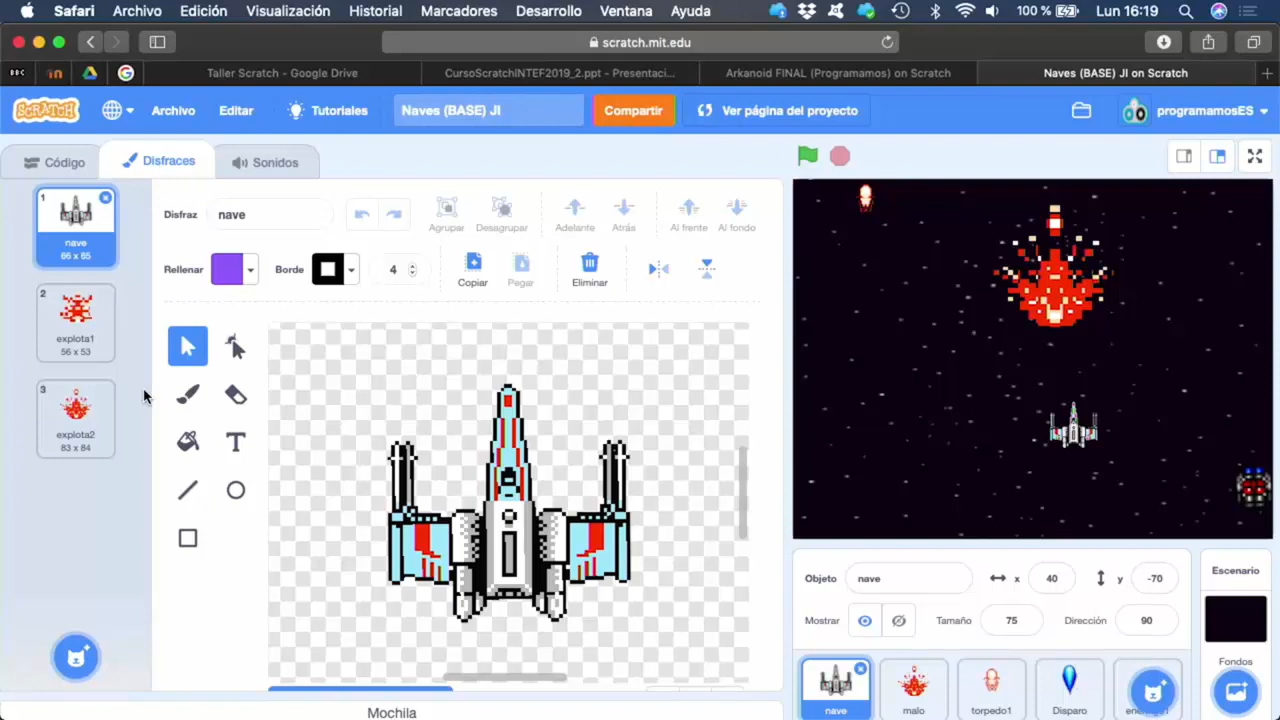 Safari Archivo Edición Visualización Historial Marcadores Desarrollo Ventana Ayuda 100 % Lun 16:19
scratch.mit.edu
BBC in G Taller Scratch - Google Drive CursoScratchINTEF2019_2.ppt - Presentaci... Arkanoid FINAL (Programamos) on Scratch Naves (BASE) JI on Scratch
SCRATCH Archivo Editar Tutoriales Naves (BASE) JI Compartir Ver página del proyecto programamosES
Código Disfraces Sonidos
1
nave
66 x 65
2
explota1
56 x 53
3
explota2
83 x 84
Disfraz nave Agrupar Desagrupar Adelante Atrás Al frente Al fondo
Rellenar Borde 4 Copiar Pegar Eliminar
T
Mochila
Objeto nave x 40 y -70
Mostrar Tamaño 75 Dirección 90
nave malo torpedo1 Disparo
Escenario
Fondos